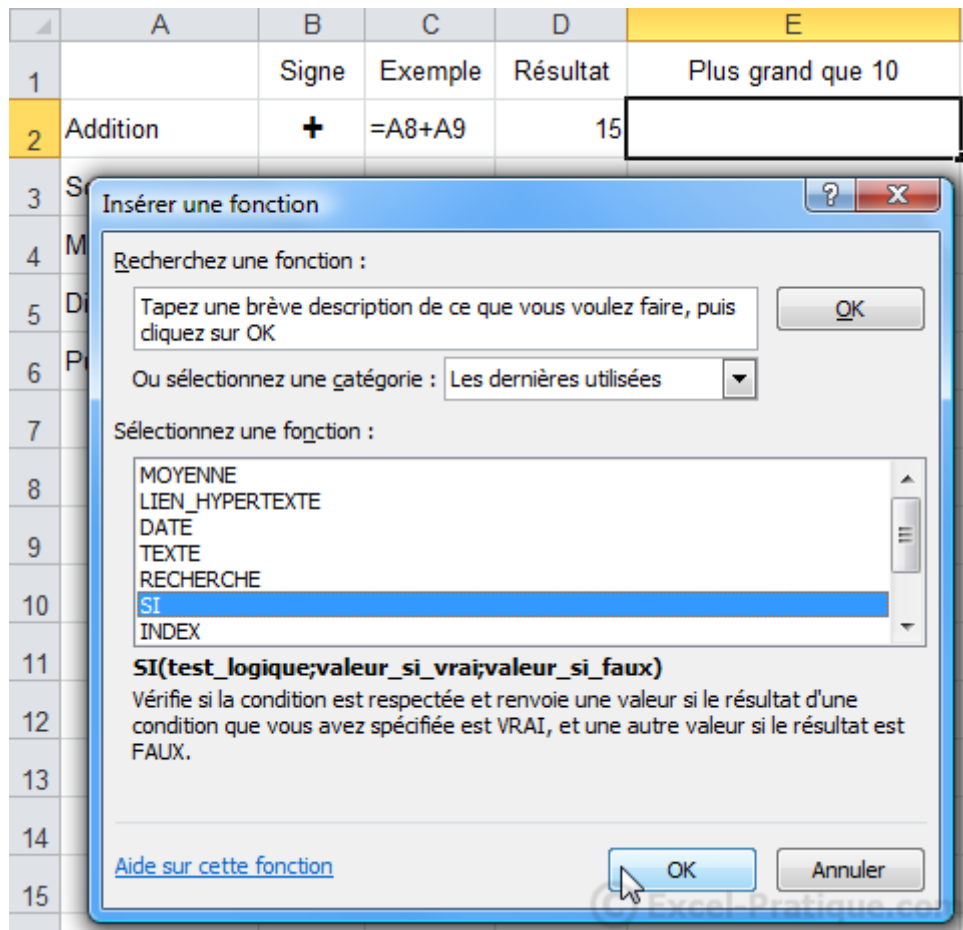 A B C D E
1 Signe Exemple Résultat Plus grand que 10
2 Addition + =A8+A9 15
3
Insérer une fonction
4
Recherchez une fonction :
5 Di
Tapez une brève description de ce que vous voulez faire, puis
cliquez sur OK
OK
6
Ou sélectionnez une catégorie : Les dernières utilisées
7
Sélectionnez une fonction :
8
MOYENNE
LIEN_HYPERTEXTE
DATE
9
TEXTE
RECHERCHE
10
SI
INDEX
11
SI(test_logique;valeur_si_vrai;valeur_si_faux)
Vérifie si la condition est respectée et renvoie une valeur si le résultat d'une
12
condition que vous avez spécifiée est VRAI, et une autre valeur si le résultat est
FAUX.
13
14
Aide sur cette fonction
OK
Annuler
15
© Excel-Pratique.com